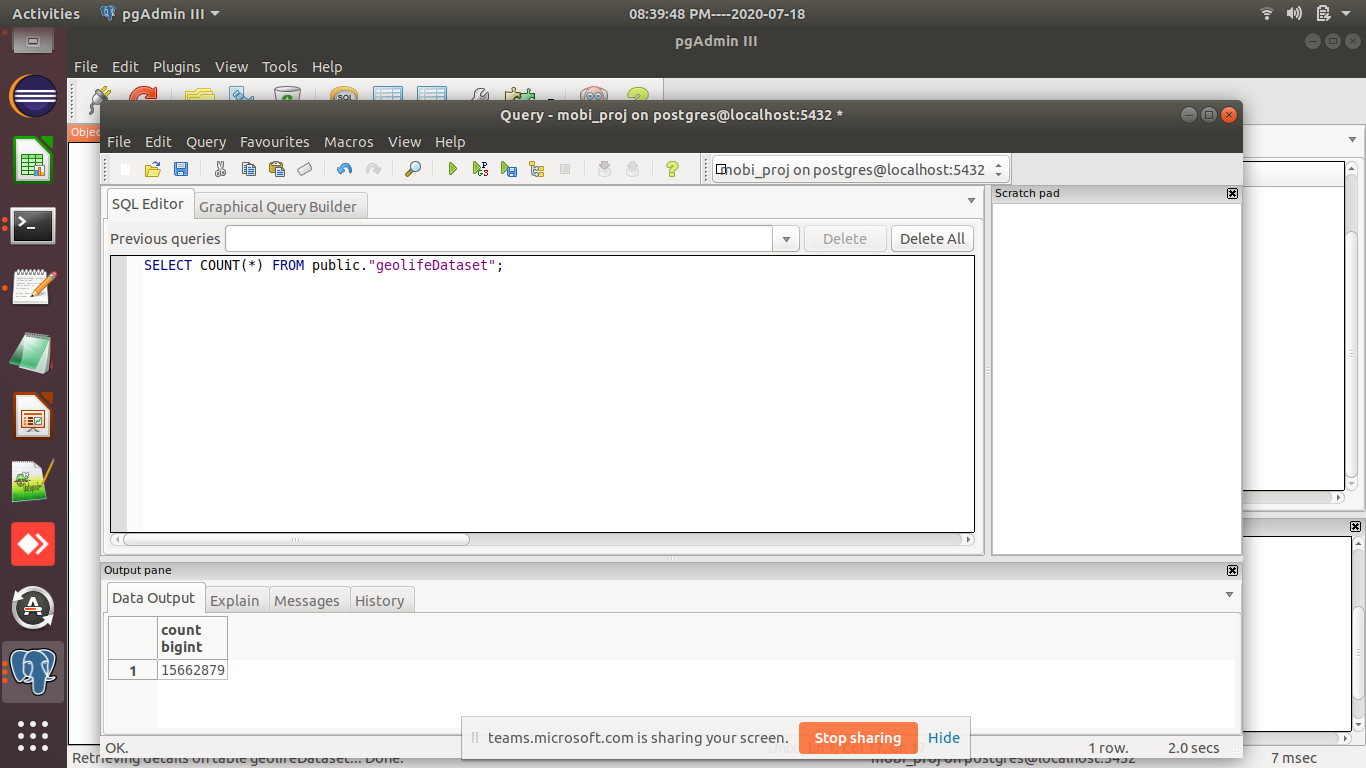 Activities pgAdmin III 08:39:48 PM----2020-07-18
pgAdmin III
File Edit Plugins View Tools Help
SQL
Objec
Query - mobi_proj on postgres@localhost:5432 *
File Edit Query Favourites Macros View Help
mobi_proj on postgres@localhost:5432
SQL Editor Graphical Query Builder
Scratch pad
Previous queries Delete Delete All
SELECT COUNT(*) FROM public."geolifeDataset";
Output pane
Data Output Explain Messages History
count
bigint
1 15662879
teams.microsoft.com is sharing your screen. Stop sharing Hide
OK. 1 row. 2.0 secs
Retrieving details on table geolifeDataset... Done. mobi_proj on postgres@localhost:5432 7 msec